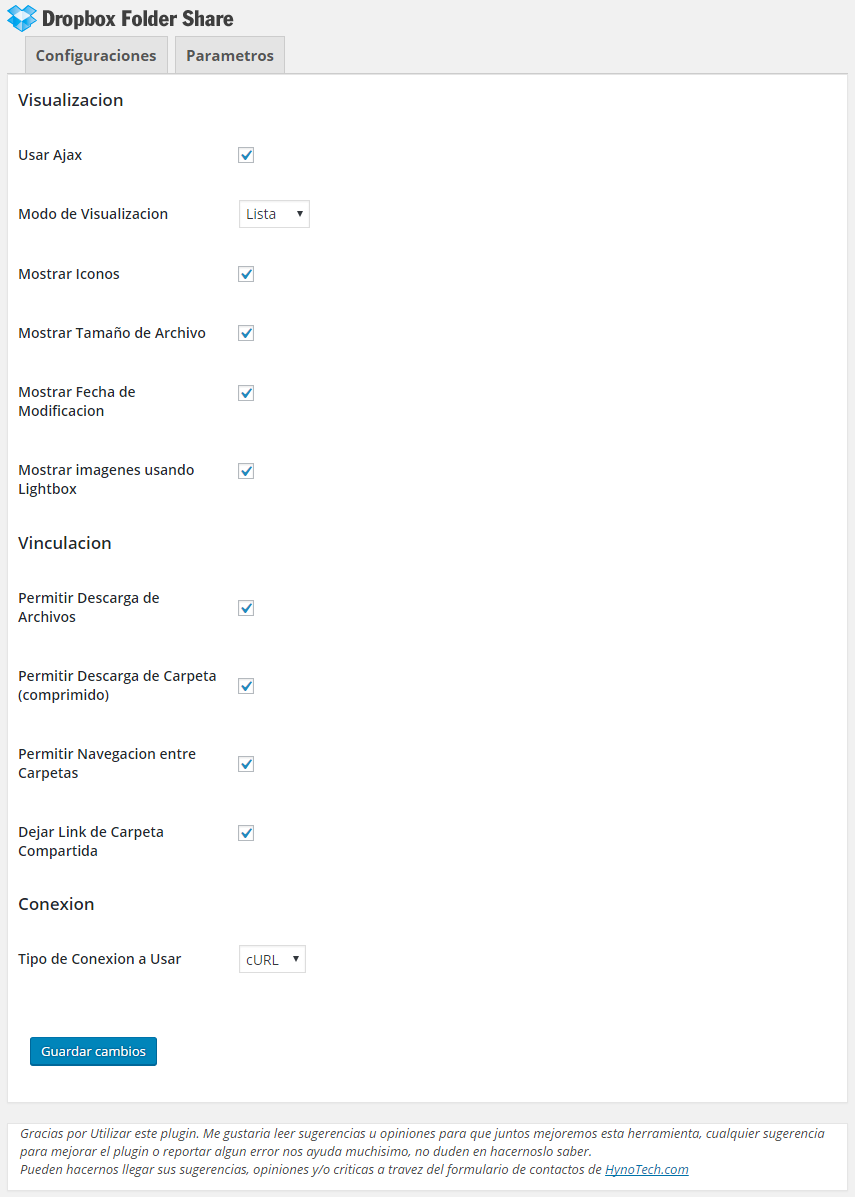 Dropbox Folder Share
Configuraciones
Parametros
Visualizacion
Usar Ajax
Modo de Visualizacion
Lista
Mostrar Iconos
Mostrar Tamaño de Archivo
Mostrar Fecha de
Modificacion
Mostrar imagenes usando
Lightbox
Vinculacion
Permitir Descarga de
Archivos
Permitir Descarga de Carpeta
(comprimido)
Permitir Navegacion entre
Carpetas
Dejar Link de Carpeta
Compartida
Conexion
Tipo de Conexion a Usar
cURL
Guardar cambios
Gracias por Utilizar este plugin. Me gustaria leer sugerencias u opiniones para que juntos mejoremos esta herramienta, cualquier sugerencia
para mejorar el plugin o reportar algun error nos ayuda muchisimo, no duden en hacernoslo saber.
Pueden hacernos llegar sus sugerencias, opiniones y/o criticas a travez del formulario de contactos de HynoTech.com